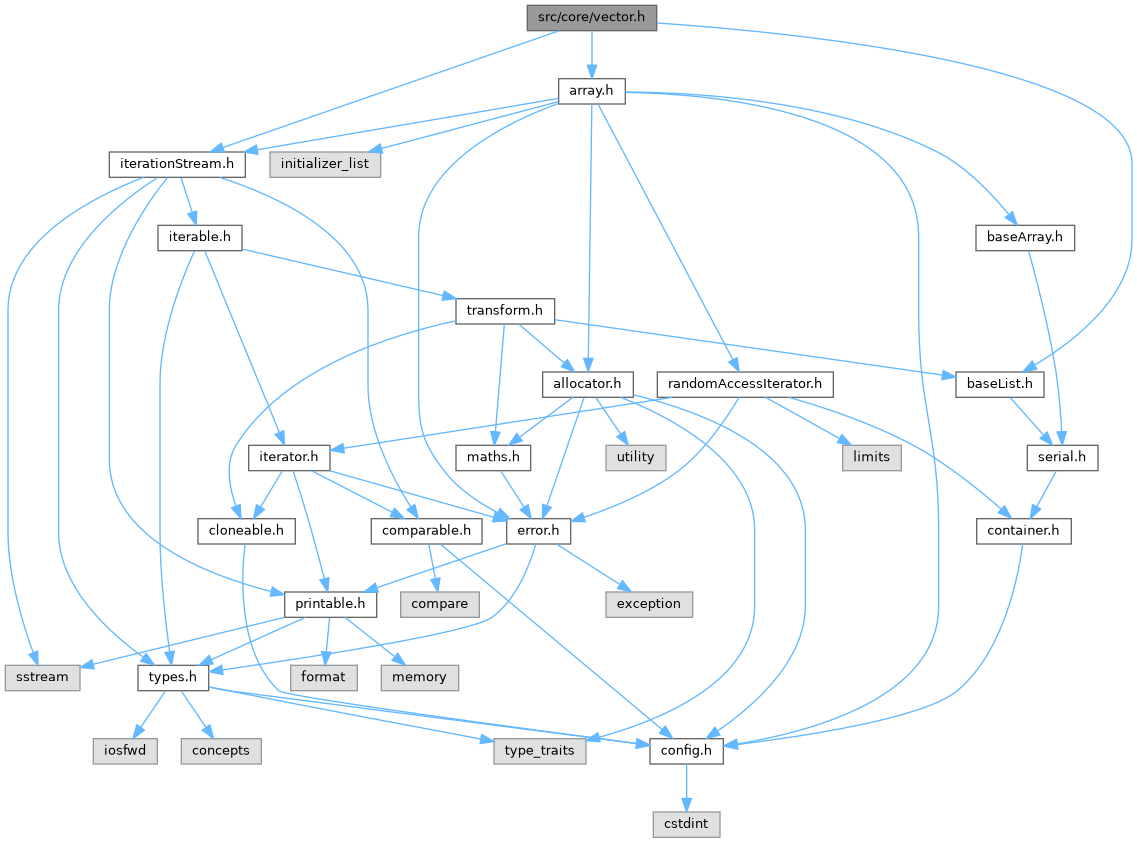 src/core/vector.h
array.h
iterationStream.h
initializer_list
iterable.h
baseArray.h
transform.h
allocator.h
randomAccessIterator.h
baseList.h
iterator.h
maths.h
utility
limits
serial.h
cloneable.h
comparable.h
error.h
container.h
printable.h
compare
exception
sstream
types.h
format
memory
iosfwd
concepts
type_traits
config.h
cstdint